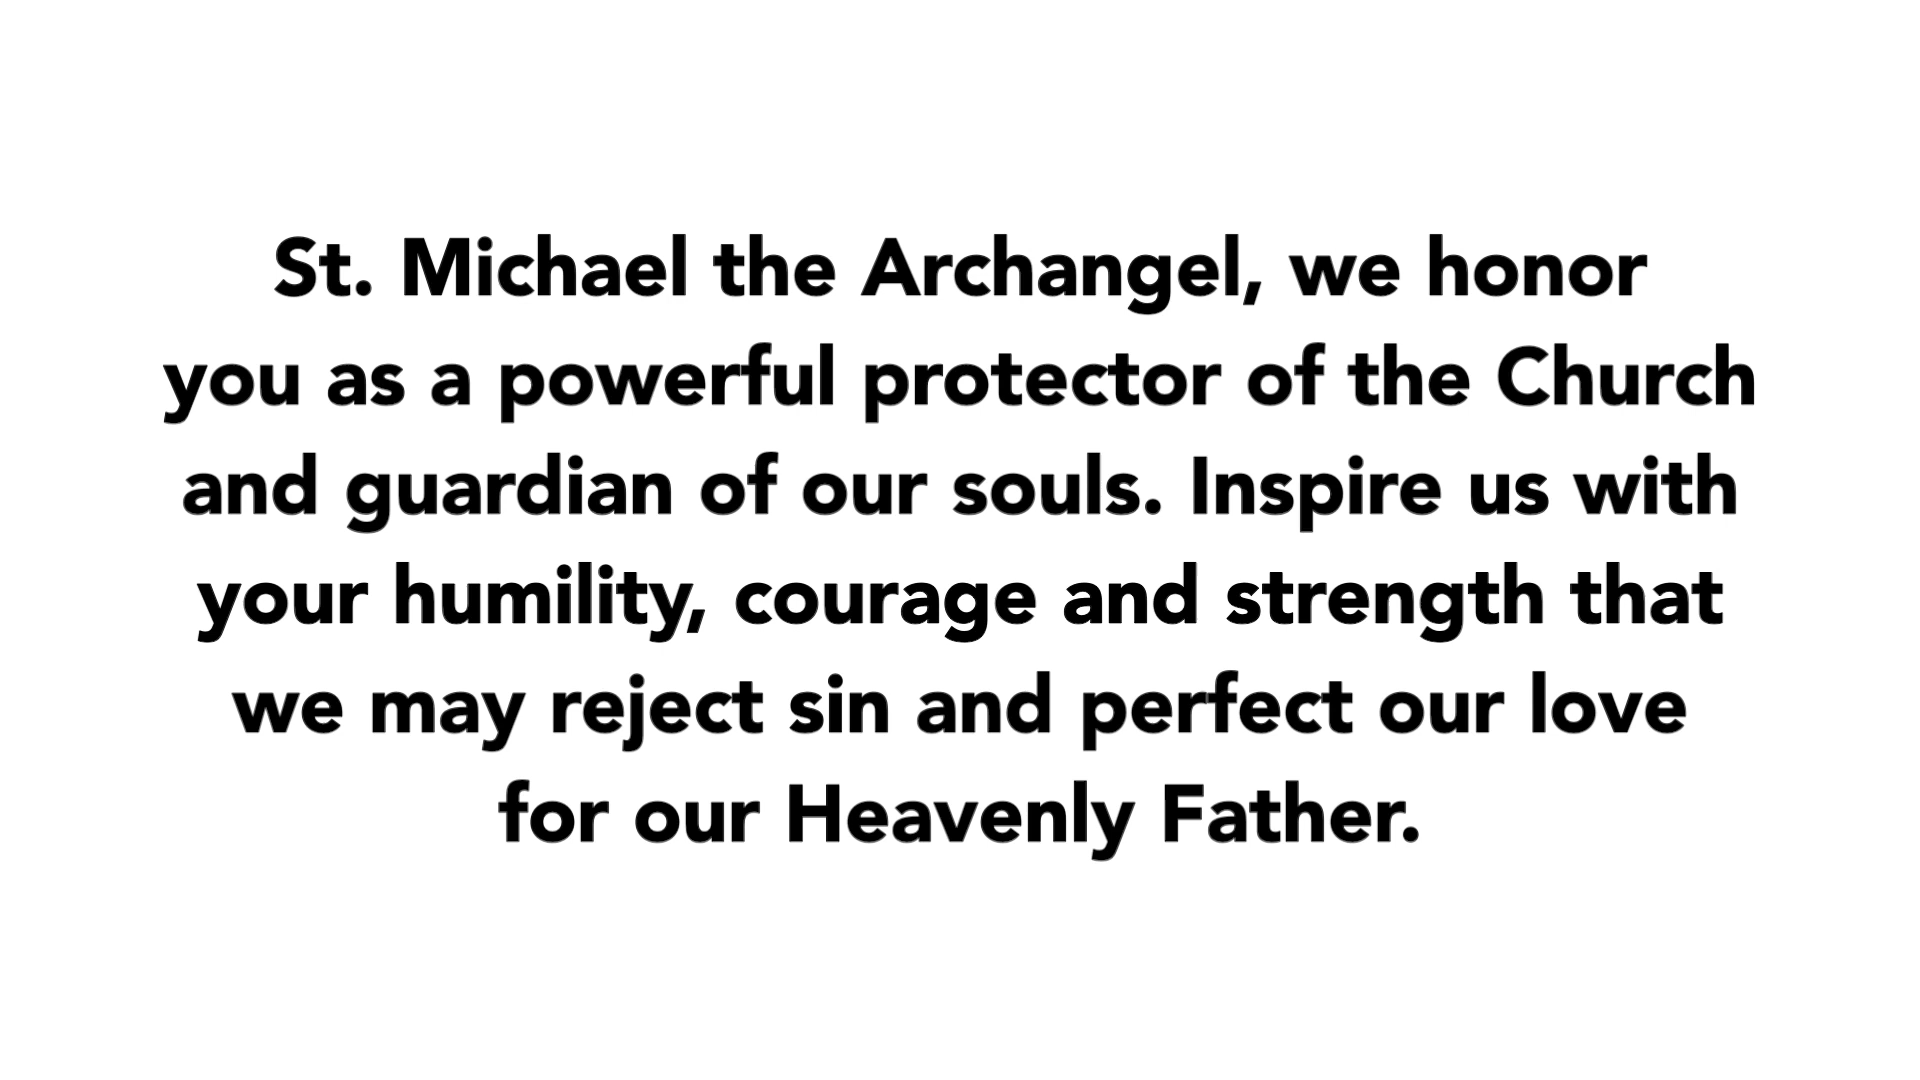 St. Michael the Archangel, we honor
you as a powerful protector of the Church
and guardian of our souls. Inspire us with
your humility, courage and strength that
we may reject sin and perfect our love
for our Heavenly Father.